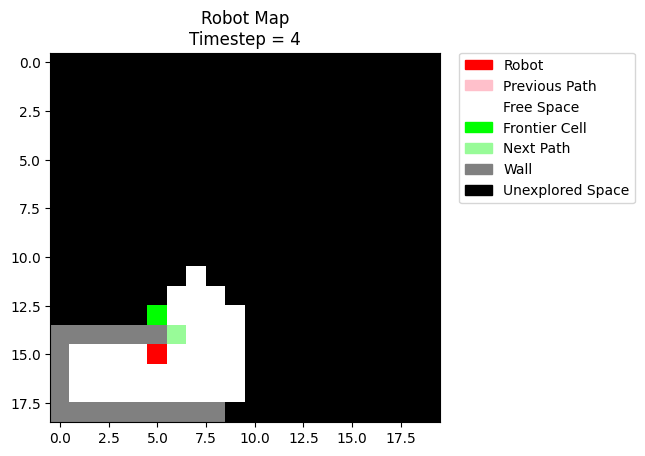 Robot Map
Timestep = 4
Robot
Previous Path
Free Space
Frontier Cell
Next Path
Wall
Unexplored Space
0.0
2.5
5.0
7.5
10.0
12.5
15.0
17.5
0.0 2.5 5.0 7.5 10.0 12.5 15.0 17.5